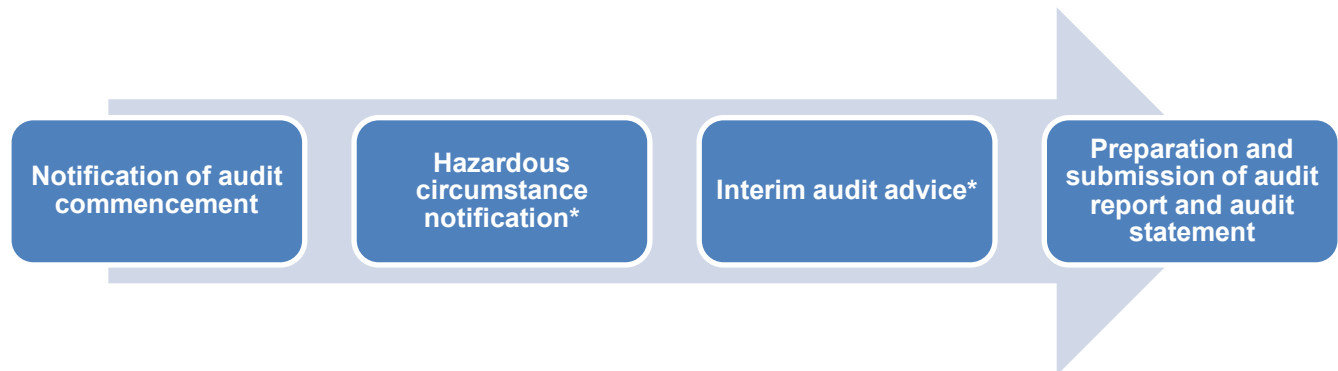 Notification of audit
commencement
Hazardous
circumstance
notification*
Interim audit advice*
Preparation and
submission of audit
report and audit
statement